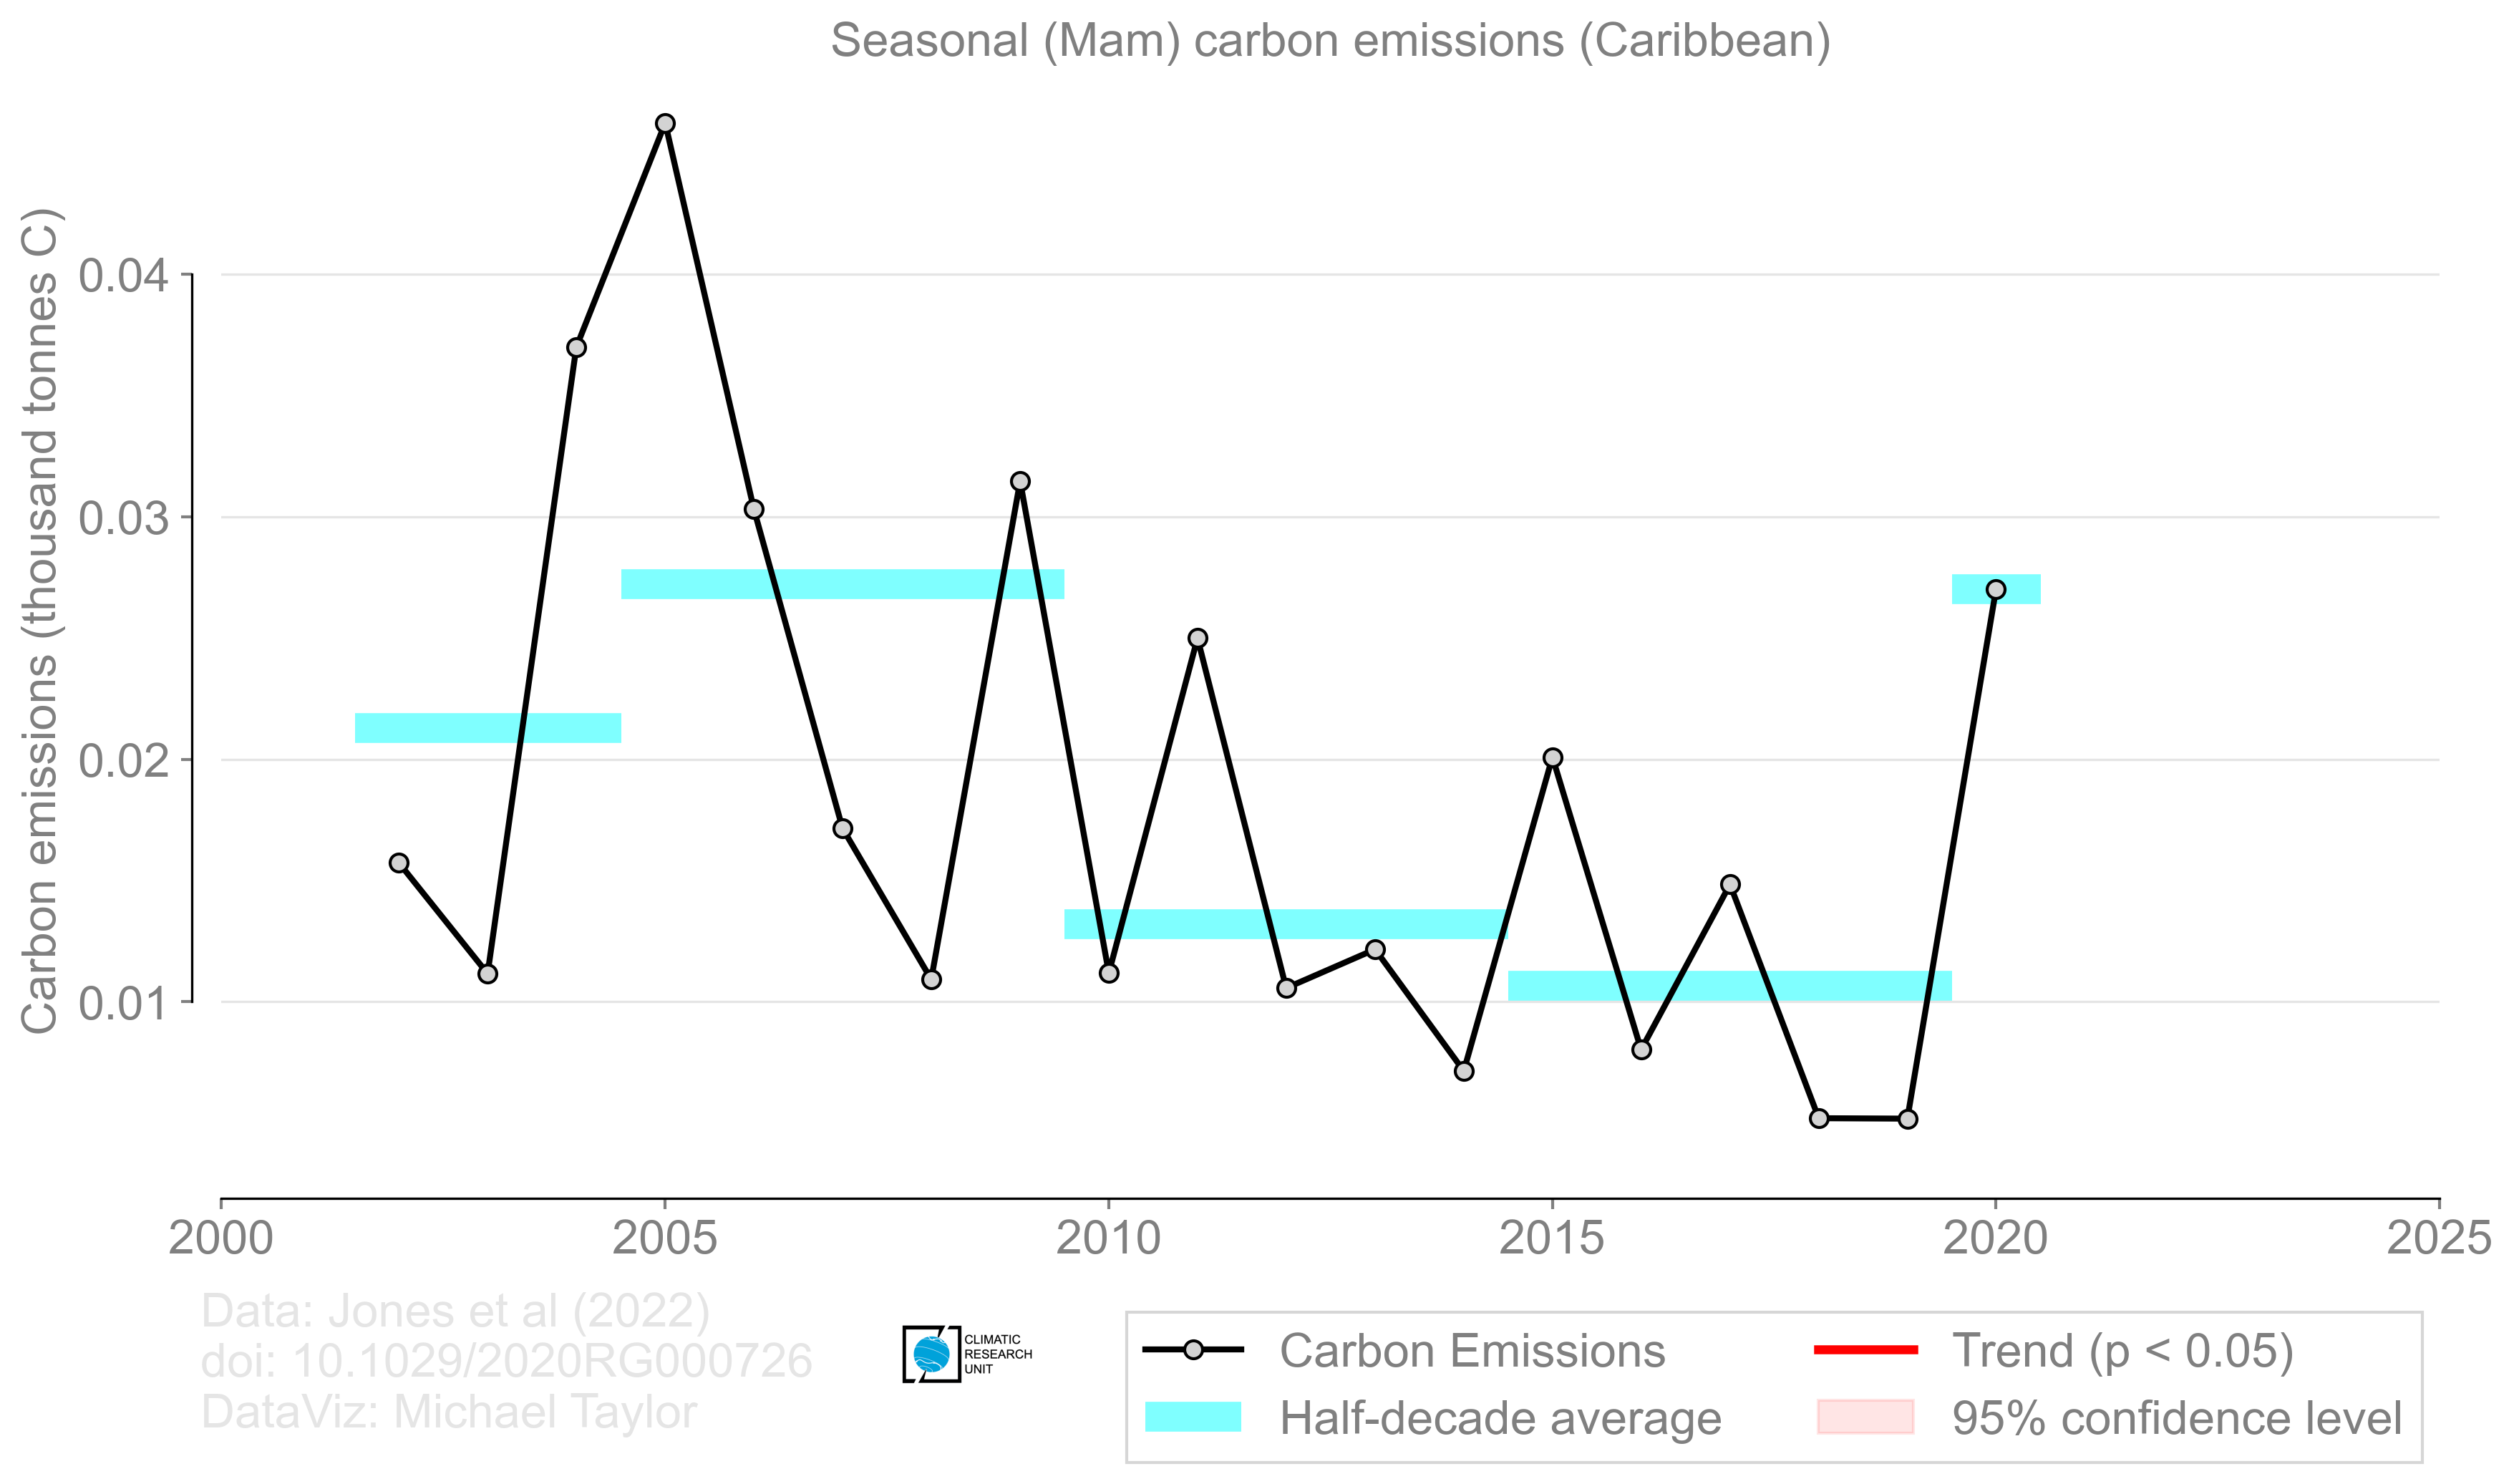 Seasonal (Mam) carbon emissions (Caribbean)
Carbon emissions (thousand tonnes C)
0.04
0.03
0.02
0.01
2000
2005
2010
2015
2020
2025
Data: Jones et al (2022)
doi: 10.1029/2020RG000726
DataViz: Michael Taylor
CLIMATIC
RESEARCH
UNIT
Carbon Emissions
Half-decade average
Trend (p < 0.05)
95% confidence level